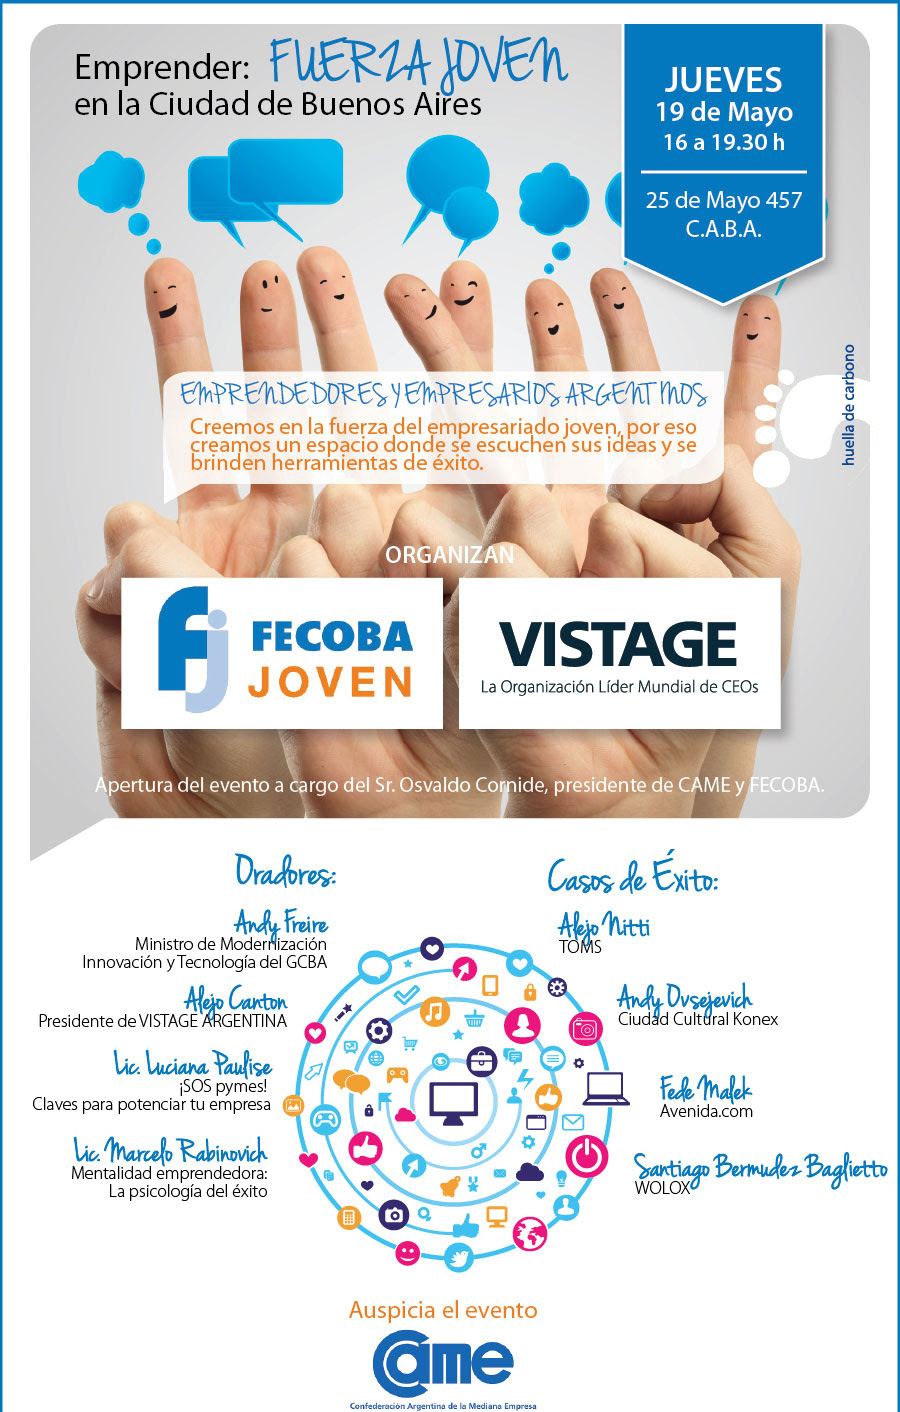 Emprender: FUERZA JOVEN
en la Ciudad de Buenos Aires
JUEVES
19 de Mayo
16 a 19.30 h
25 de Mayo 457
C.A.B.A.
EMPRENDEDORES Y EMPRESARIOS ARGENTINOS
Creemos en la fuerza del empresariado joven, por eso
creamos un espacio donde se escuchen sus ideas y se
brinden herramientas de éxito.
huella de carbono
ORGANIZAN
fj FECOBA
JOVEN
VISTAGE
La Organización Líder Mundial de CEOs
Apertura del evento a cargo del Sr. Osvaldo Cornide, presidente de CAME y FECOBA.
Oradores:
Andy Freire
Ministro de Modernización
Innovación y Tecnología del GCBA
Alejo Canton
Presidente de VISTAGE ARGENTINA
Lic. Luciana Paulise
¡SOS pymes!
Claves para potenciar tu empresa
Lic. Marcelo Rabinovich
Mentalidad emprendedora:
La psicología del éxito
Casos de Éxito:
Alejo Nitti
TOMS
Andy Ovsejevich
Ciudad Cultural Konex
Fede Malek
Avenida.com
Santiago Bermudez Baglietto
WOLOX
Auspicia el evento
Came
Confederación Argentina de la Mediana Empresa